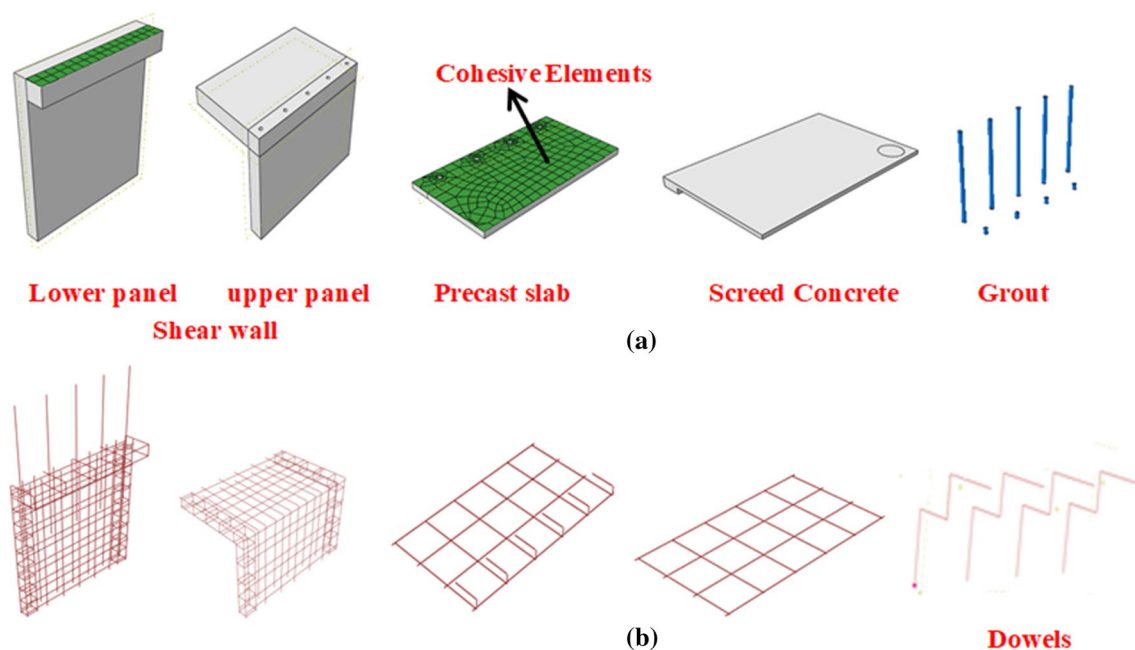 Cohesive Elements
Lower panel upper panel Precast slab Screed Concrete Grout
Shear wall
(a)
(b)
Dowels